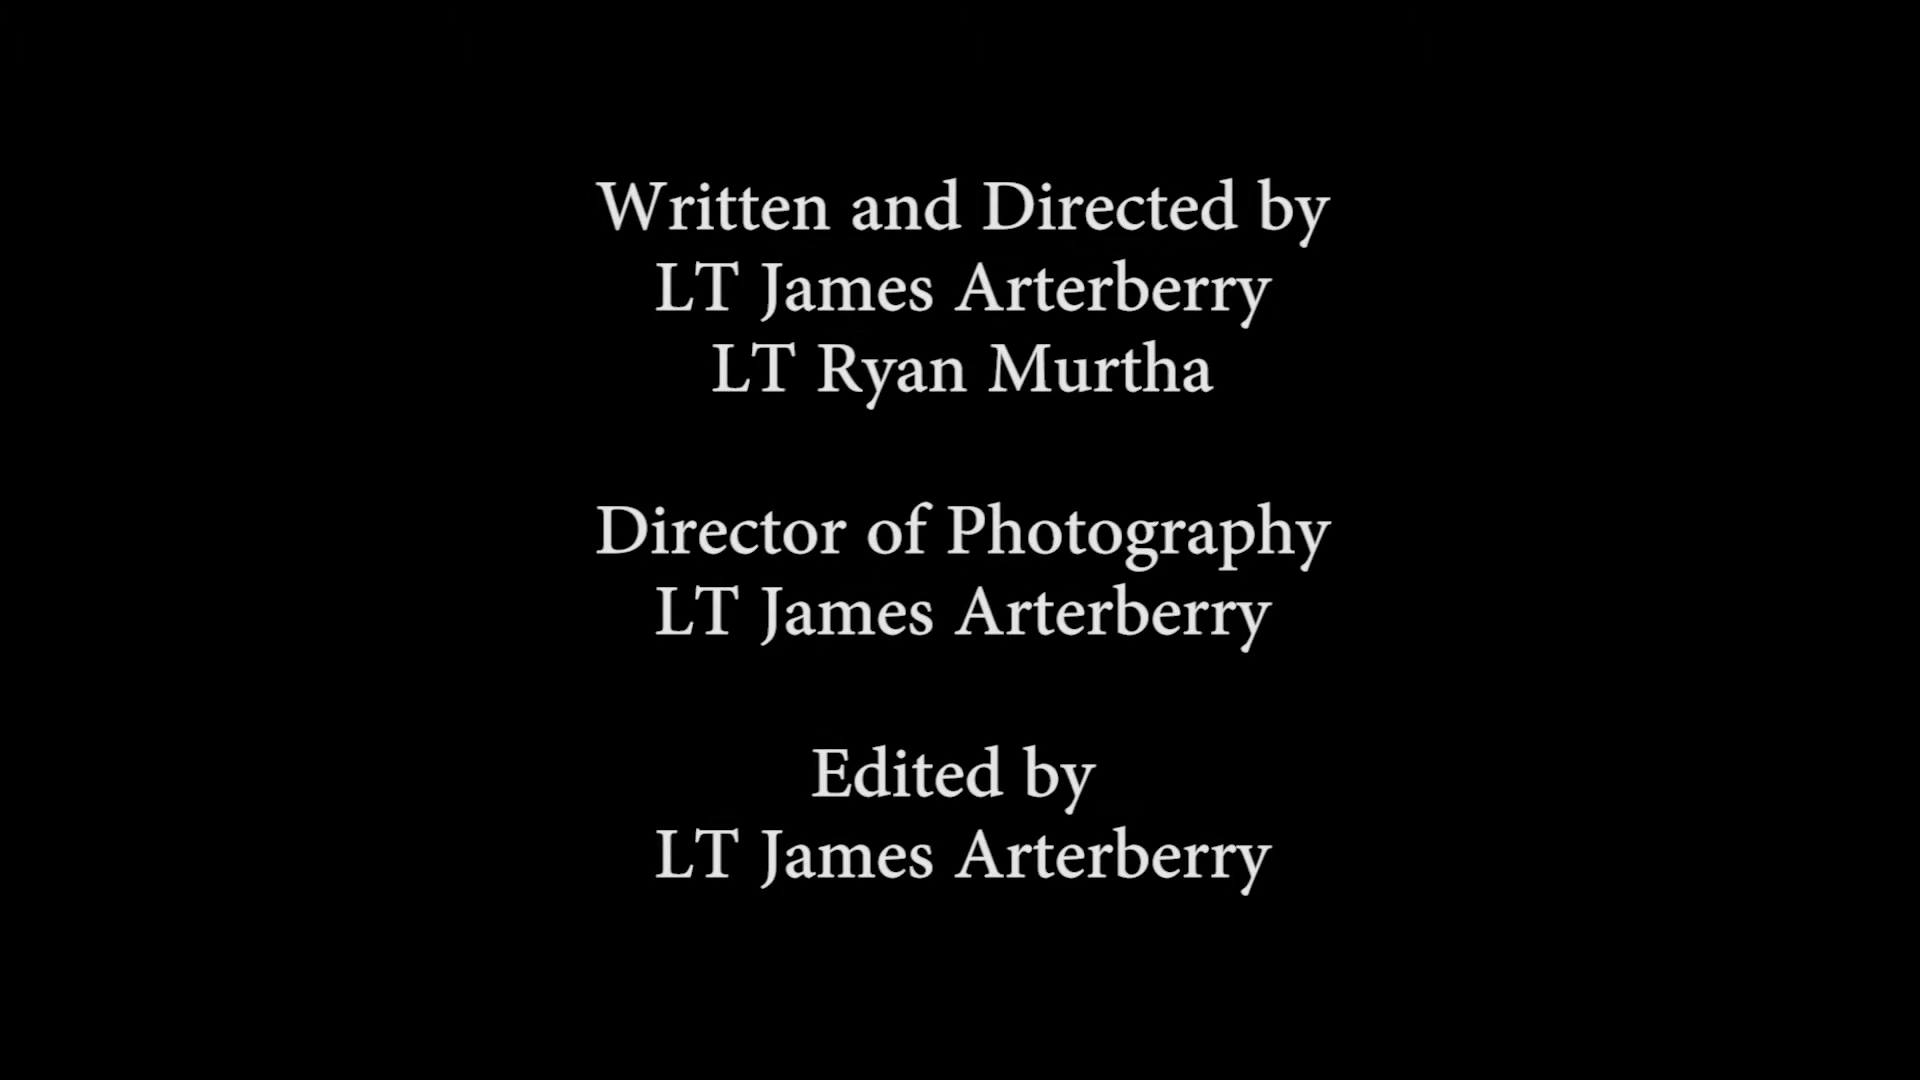 Written and Directed by
LT James Arterberry
LT Ryan Murtha
Director of Photography
LT James Arterberry
Edited by
LT James Arterberry